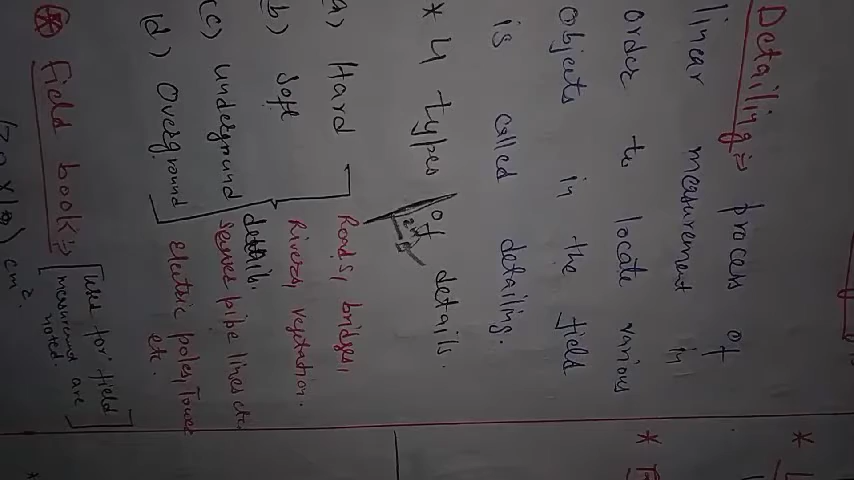 Detailing ⇒ process of
linear measurement in
order to locate various
objects in the field
is called detailing.
* 4 types of details.
a) Hard Roads, bridges,
b) Soft Rivers, vegetation.
c) Underground details. sewer pipe lines etc.
d) Overground electric poles, Tower
etc.
* Field book ⇒ [used for field
measurement are
noted.]
cm².